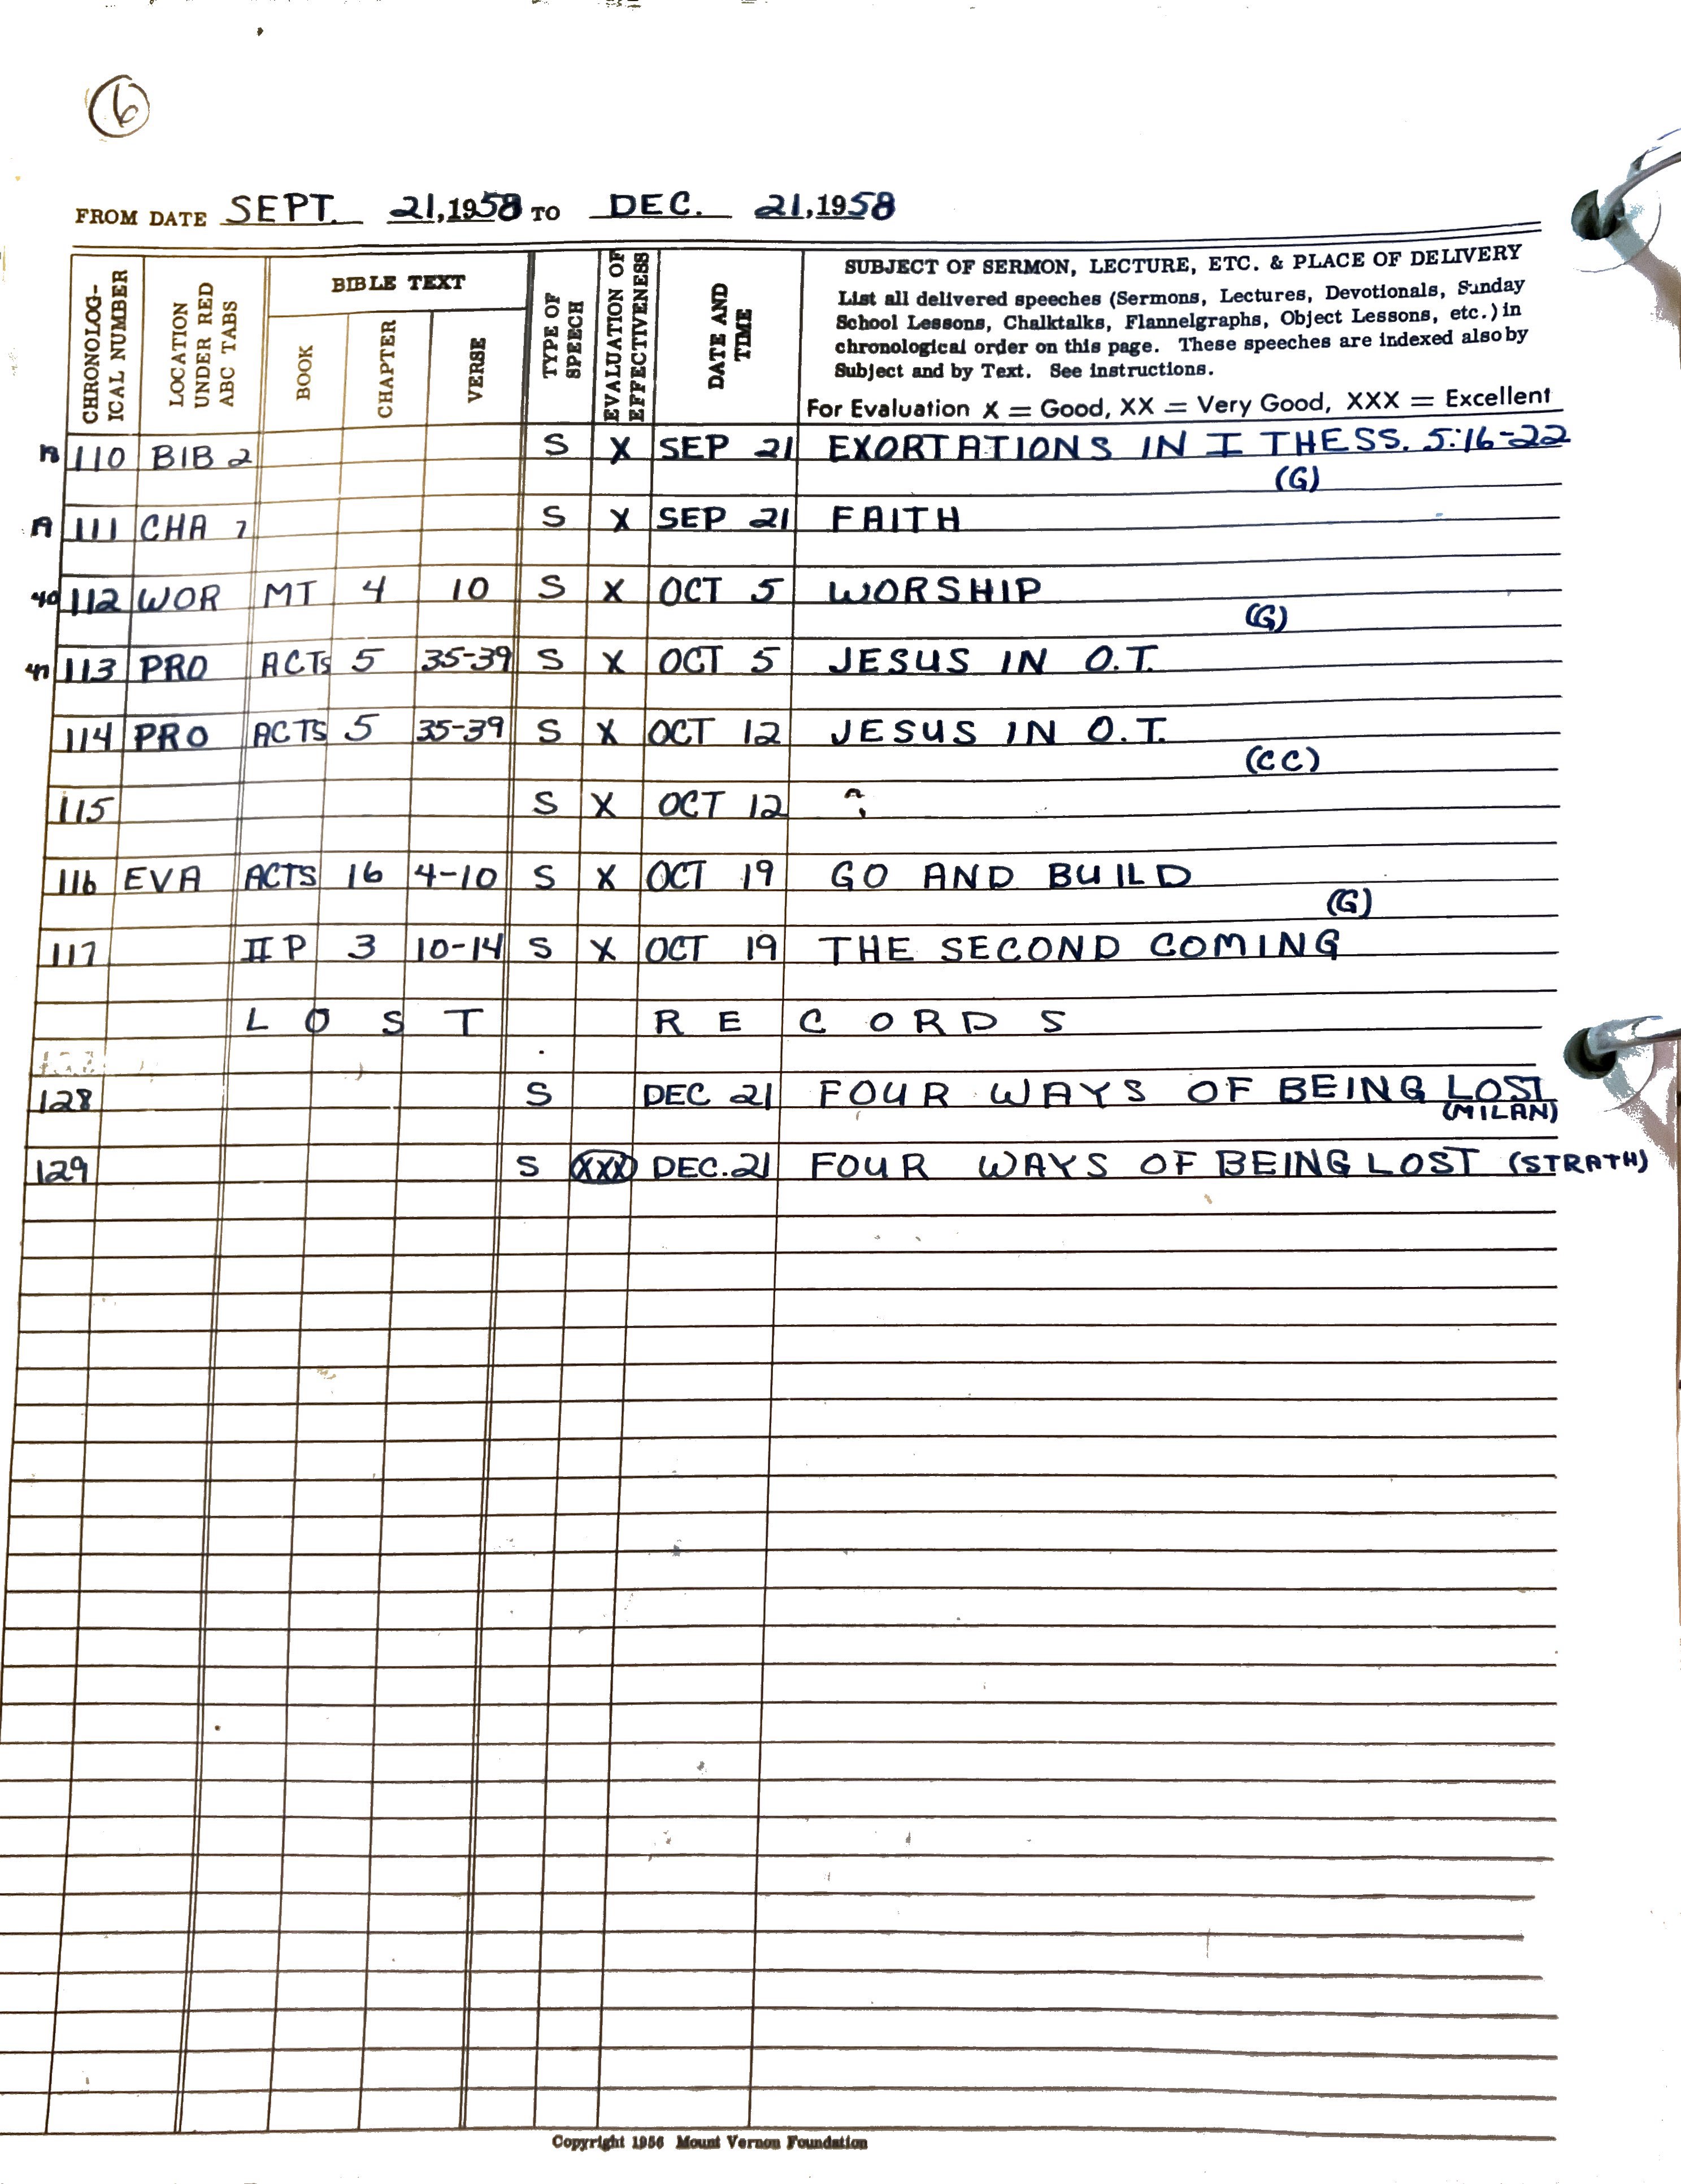 6
FROM DATE SEPT. 21, 1958 TO DEC. 21, 1958
CHRONOLOG-
ICAL NUMBER
LOCATION
UNDER RED
ABC TABS
BIBLE TEXT
BOOK
CHAPTER
VERSE
TYPE OF
SPEECH
EVALUATION OF
EFFECTIVENESS
DATE AND
TIME
SUBJECT OF SERMON, LECTURE, ETC. & PLACE OF DELIVERY
List all delivered speeches (Sermons, Lectures, Devotionals, Sunday
School Lessons, Chalktalks, Flannelgraphs, Object Lessons, etc.) in
chronological order on this page. These speeches are indexed also by
Subject and by Text. See instructions.
For Evaluation X = Good, XX = Very Good, XXX = Excellent
110 BIB 2 S X SEP 21 EXORTATIONS IN I THESS. 5:16-22
(G)
A 111 CHA 7 S X SEP 21 FAITH
40 112 WOR MT 4 10 S X OCT 5 WORSHIP
(G)
113 PRO ACTS 5 35-39 S X OCT 5 JESUS IN O.T.
114 PRO ACTS 5 35-39 S X OCT 12 JESUS IN O.T.
(CC)
115 S X OCT 12 ?
116 EVA ACTS 16 4-10 S X OCT 19 GO AND BUILD
(G)
117 II P 3 10-14 S X OCT 19 THE SECOND COMING
LOST RECORDS
128 S DEC 21 FOUR WAYS OF BEING LOST
(MILAN)
129 S XXX DEC. 21 FOUR WAYS OF BEING LOST (STRATH)
Copyright 1956 Mount Vernon Foundation